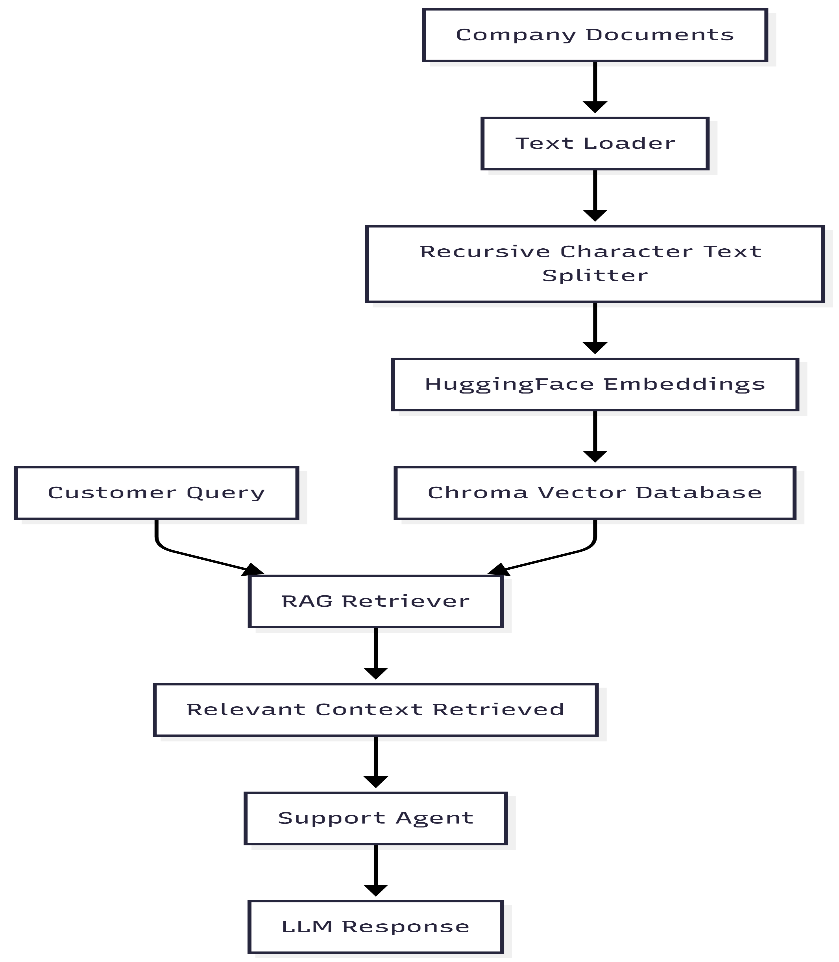 Company Documents
Text Loader
Recursive Character Text
Splitter
HuggingFace Embeddings
Customer Query
Chroma Vector Database
RAG Retriever
Relevant Context Retrieved
Support Agent
LLM Response